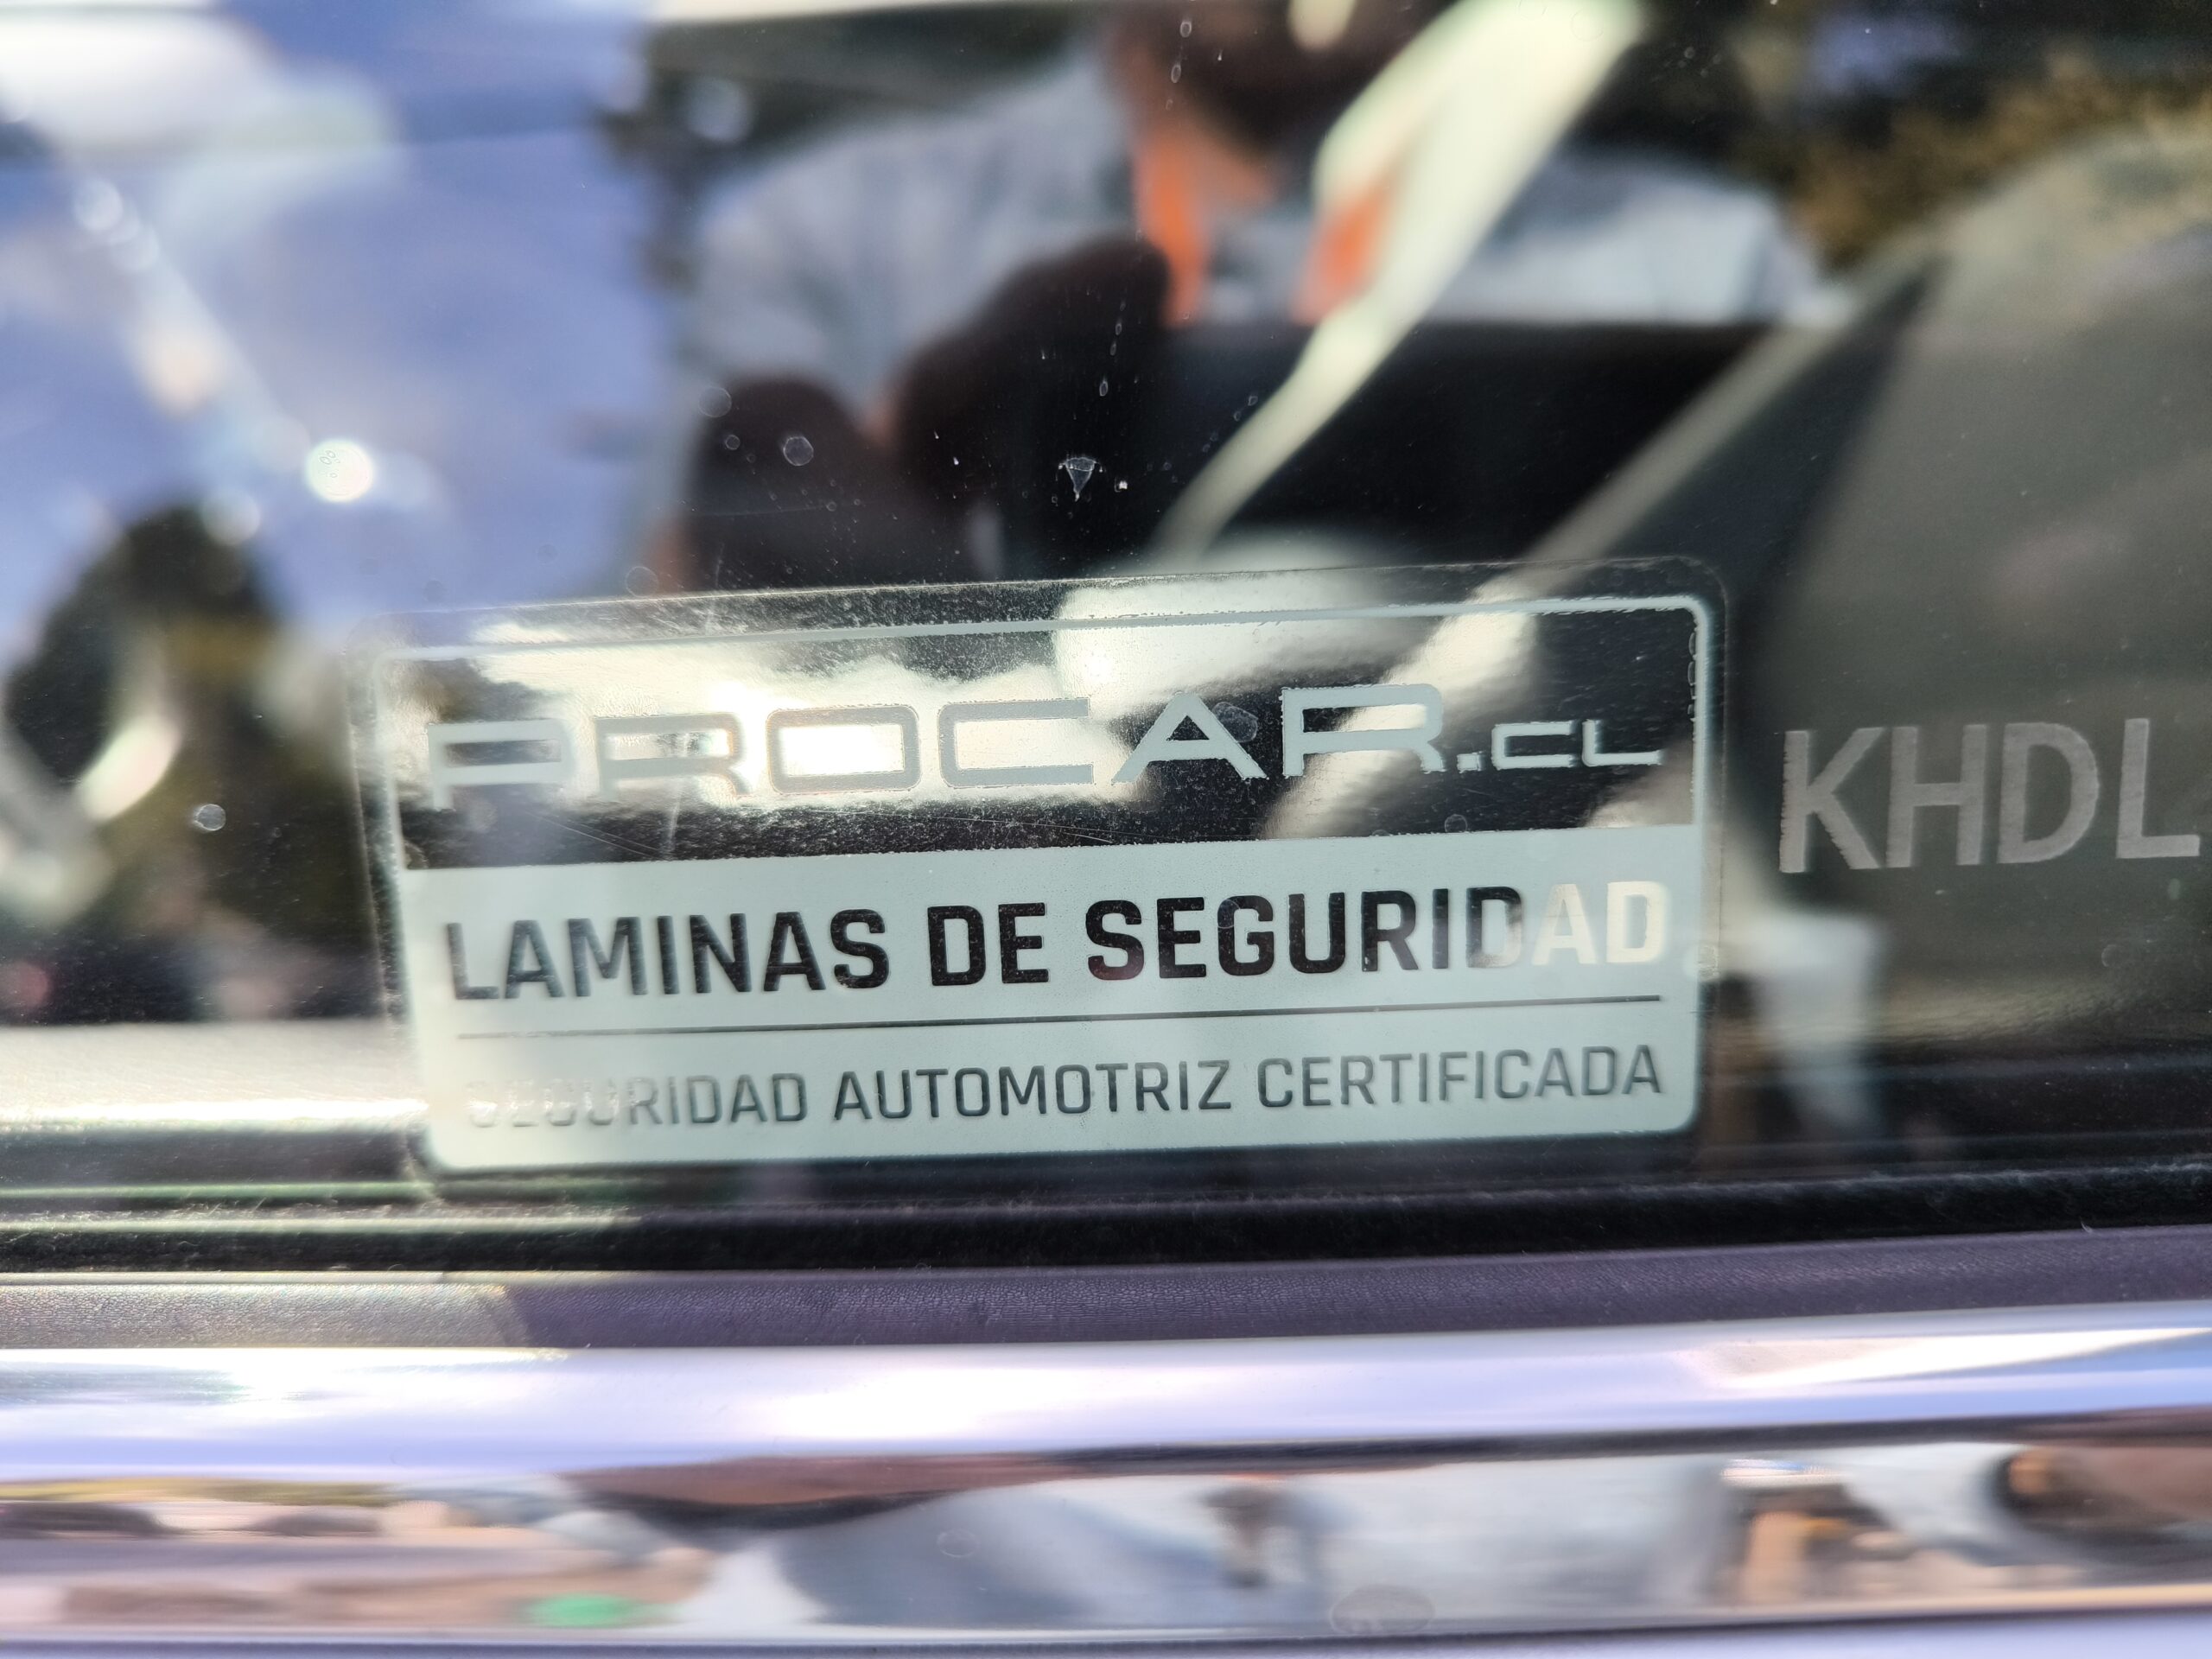 PROCAR.CL
KHDL
LAMINAS DE SEGURIDAD
SEGURIDAD AUTOMOTRIZ CERTIFICADA